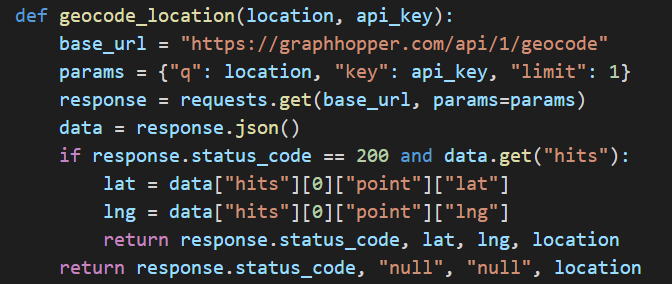 def geocode_location(location, api_key):
    base_url = "https://graphhopper.com/api/1/geocode"
    params = {"q": location, "key": api_key, "limit": 1}
    response = requests.get(base_url, params=params)
    data = response.json()
    if response.status_code == 200 and data.get("hits"):
        lat = data["hits"][0]["point"]["lat"]
        lng = data["hits"][0]["point"]["lng"]
        return response.status_code, lat, lng, location
    return response.status_code, "null", "null", location